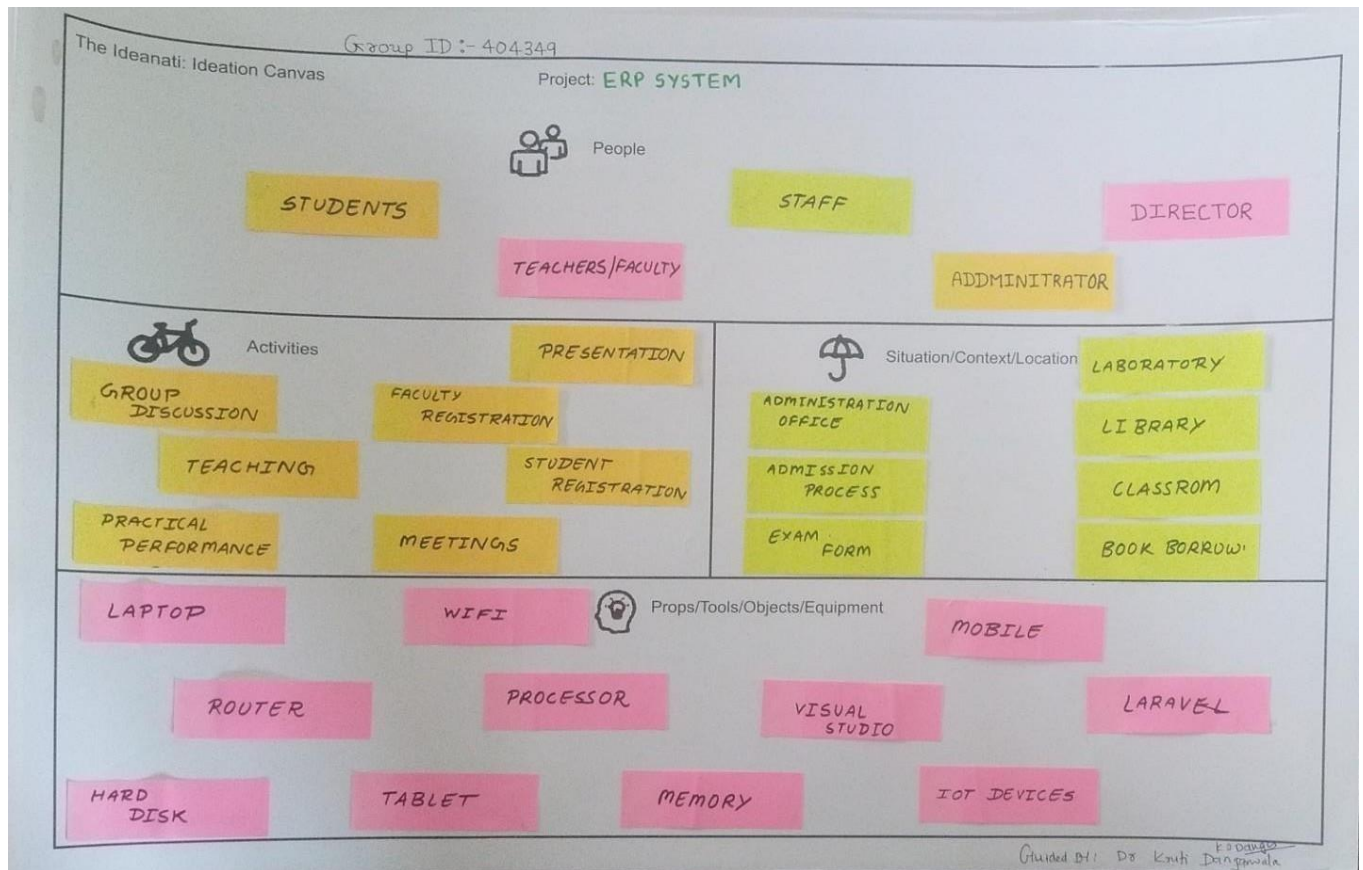 Group ID :- 404349
The Ideanati: Ideation Canvas
Project: ERP SYSTEM
People
STUDENTS
STAFF
DIRECTOR
TEACHERS/FACULTY
ADDMINITRATOR
Activities
PRESENTATION
GROUP
DISCUSSION
FACULTY
REGISTRATION
TEACHING
STUDENT
REGISTRATION
PRACTICAL
PERFORMANCE
MEETINGS
Situation/Context/Location
LABORATORY
ADMINISTRATION
OFFICE
LIBRARY
ADMISSION
PROCESS
CLASSROM
EXAM
FORM
BOOK BORROW
Props/Tools/Objects/Equipment
LAPTOP
WIFI
MOBILE
ROUTER
PROCESSOR
VISUAL
STUDIO
LARAVEL
HARD
DISK
TABLET
MEMORY
IOT DEVICES
Guided By: Dr Kruti